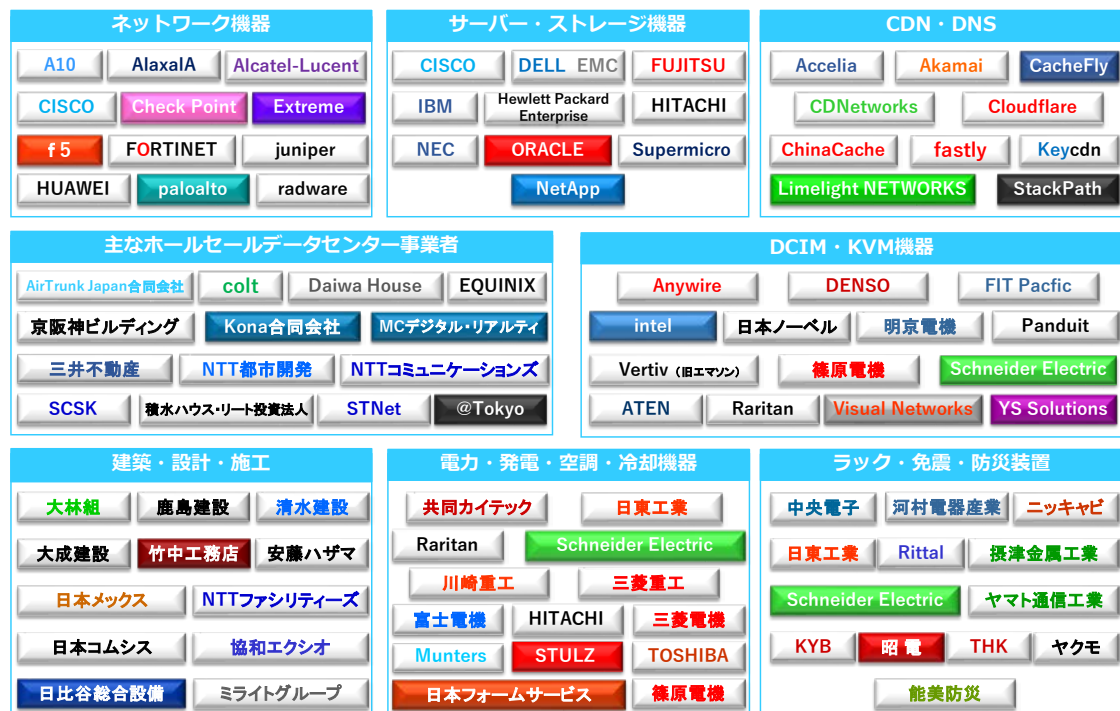 ネットワーク機器
A10
AlaxalA
Alcatel-Lucent
CISCO
Check Point
Extreme
f5
FORTINET
juniper
HUAWEI
paloalto
radware
サーバー・ストレージ機器
CISCO
DELL EMC
FUJITSU
IBM
Hewlett Packard
Enterprise
HITACHI
NEC
ORACLE
Supermicro
NetApp
CDN・DNS
Accelia
Akamai
CacheFly
CDNetworks
Cloudflare
ChinaCache
fastly
Keycdn
Limelight NETWORKS
StackPath
主なホールセールデータセンター事業者
AirTrunk Japan合同会社
colt
Daiwa House
EQUINIX
京阪神ビルディング
Kona合同会社
MCデジタル・リアルティ
三井不動産
NTT都市開発
NTTコミュニケーションズ
SCSK
積水ハウス・リート投資法人
STNet
@Tokyo
DCIM・KVM機器
Anywire
DENSO
FIT Pacfic
intel
日本ノーベル
明京電機
Panduit
Vertiv（旧エマソン）
篠原電機
Schneider Electric
ATEN
Raritan
Visual Networks
YS Solutions
建築・設計・施工
大林組
鹿島建設
清水建設
大成建設
竹中工務店
安藤ハザマ
日本メックス
NTTファシリティーズ
日本コムシス
協和エクシオ
日比谷総合設備
ミライトグループ
電力・発電・空調・冷却機器
共同カイテック
日東工業
Raritan
Schneider Electric
川崎重工
三菱重工
富士電機
HITACHI
三菱電機
Munters
STULZ
TOSHIBA
日本フォームサービス
篠原電機
ラック・免震・防災装置
中央電子
河村電器産業
ニッキャビ
日東工業
Rittal
摂津金属工業
Schneider Electric
ヤマト通信工業
KYB
昭電
THK
ヤクモ
能美防災